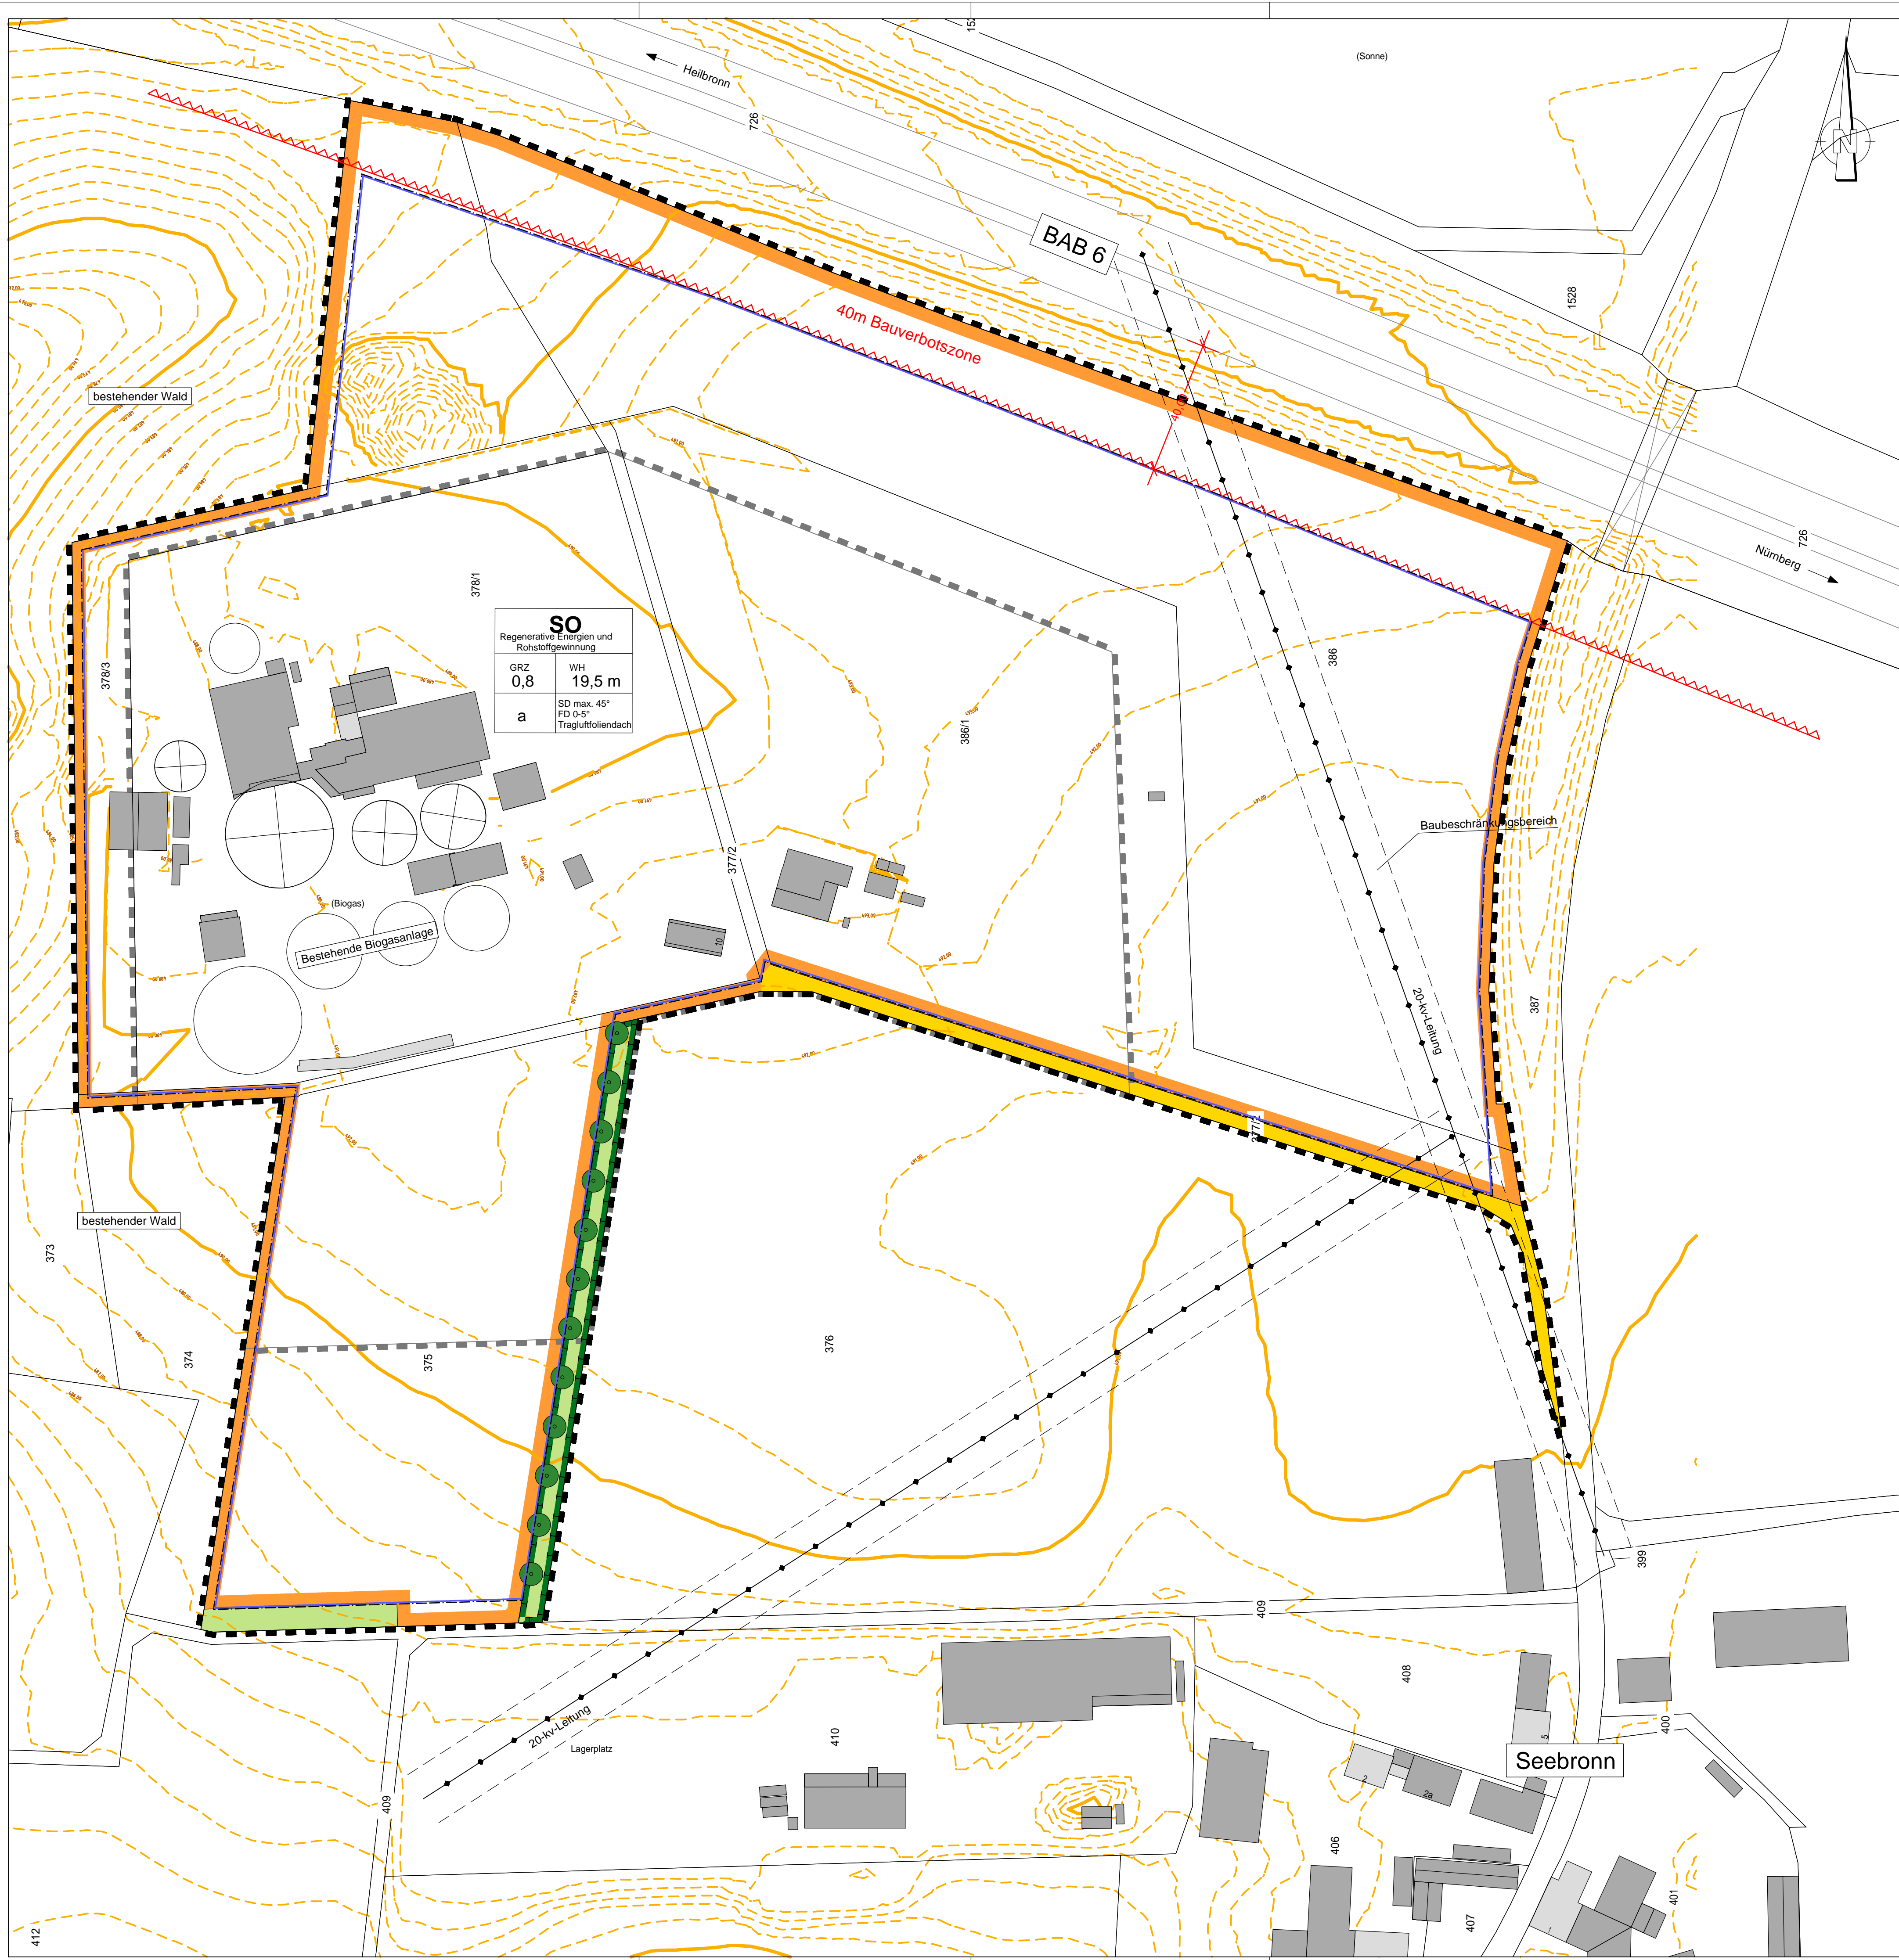 (Sonne)
Heilbronn
726
N
BAB 6
1528
40m Bauverbotszone
bestehender Wald
726
Nürnberg
378/1
SO
Regenerative Energien und
Rohstoffgewinnung
GRZ
0,8
WH
19,5 m
a
SD max. 45°
FD 0-5°
Tragluftfoliendach
378/3
386
386/1
Baubeschränkungsbereich
377/2
(Biogas)
Bestehende Biogasanlage
10
387
20-kv-Leitung
377/2
bestehender Wald
373
374
375
376
399
409
408
410
20-kv-Leitung
Lagerplatz
400
5
Seebronn
2
2a
409
406
401
407
1
412